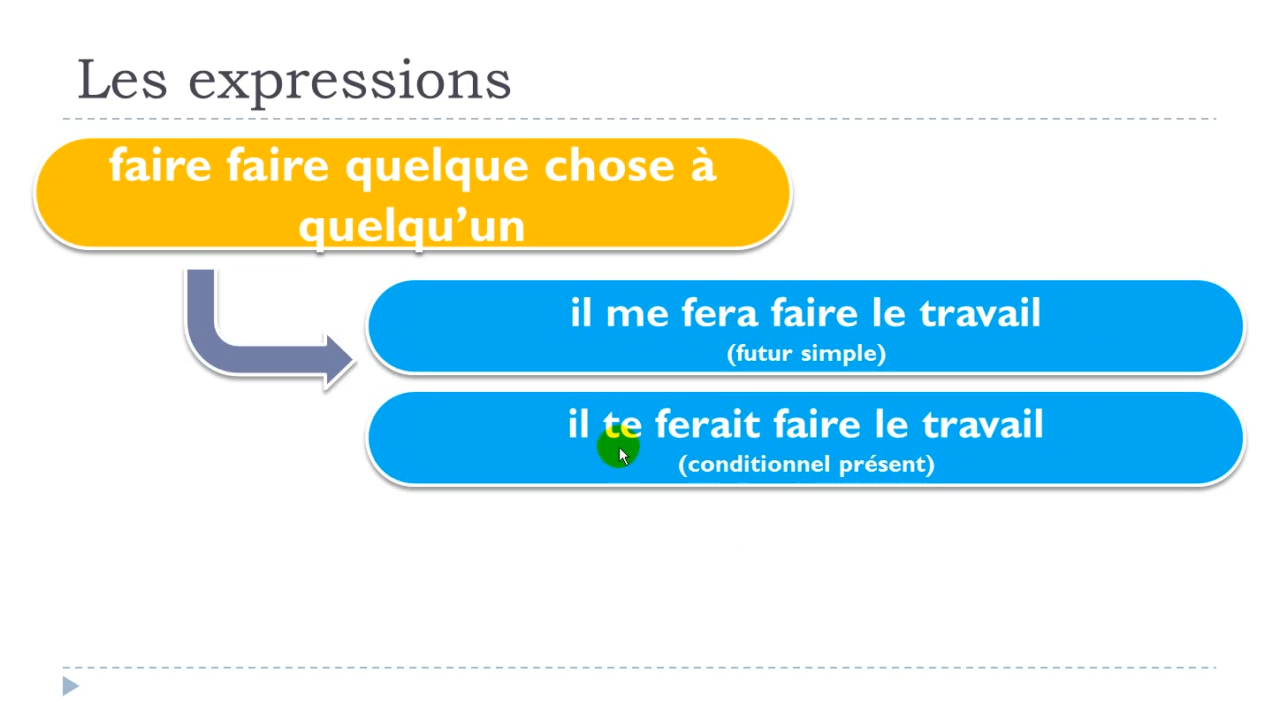 Les expressions
faire faire quelque chose à
quelqu’un
il me fera faire le travail
(futur simple)
il te ferait faire le travail
(conditionnel présent)